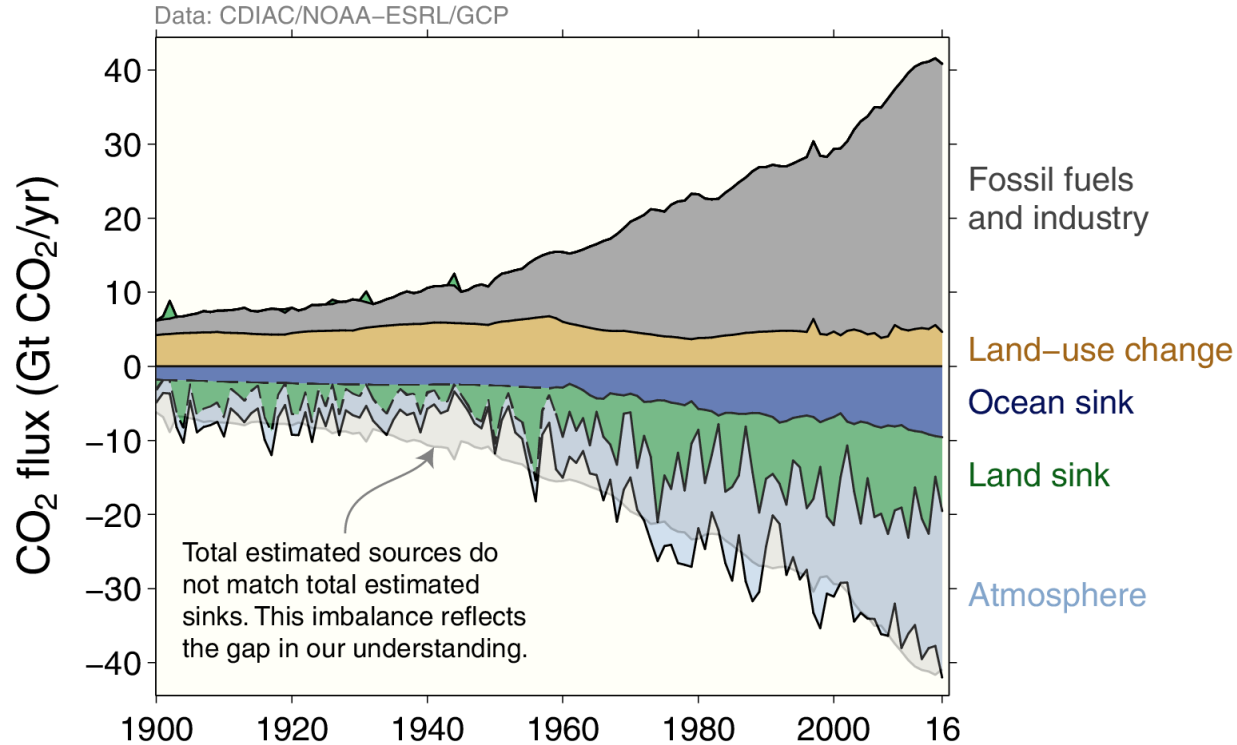 Data: CDIAC/NOAA−ESRL/GCP
CO₂ flux (Gt CO₂/yr)
40
30
20
10
0
−10
−20
−30
−40
Fossil fuels
and industry
Land−use change
Ocean sink
Land sink
Atmosphere
Total estimated sources do
not match total estimated
sinks. This imbalance reflects
the gap in our understanding.
1900
1920
1940
1960
1980
2000
16